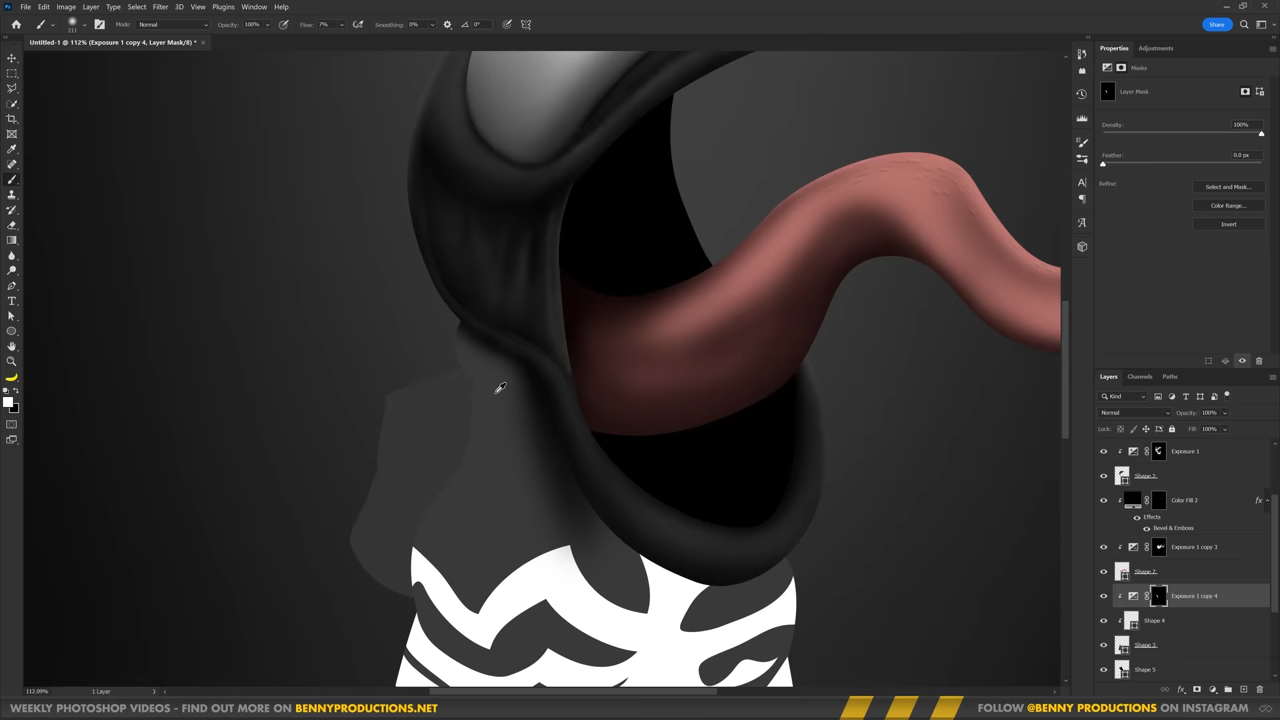 File Edit Image Layer Type Select Filter 3D View Plugins Window Help
211 Mode: Normal Opacity: 100% Flow: 7% Smoothing: 0% 0° Share
Untitled-1 @ 112% (Exposure 1 copy 4, Layer Mask/8) *
Properties Adjustments
Masks
Layer Mask
Density: 100%
Feather: 0,0 px
Refine: Select and Mask...
Color Range...
Invert
Layers Channels Paths
Kind
Normal Opacity: 100%
Lock: Fill: 100%
Exposure 1
Shape 2
Color Fill 2 fx
Effects
Bevel & Emboss
Exposure 1 copy 3
Shape 7
Exposure 1 copy 4
Shape 4
Shape 3
Shape 5
112,09% 1 Layer
WEEKLY PHOTOSHOP VIDEOS - FIND OUT MORE ON BENNYPRODUCTIONS.NET FOLLOW @BENNY PRODUCTIONS ON INSTAGRAM